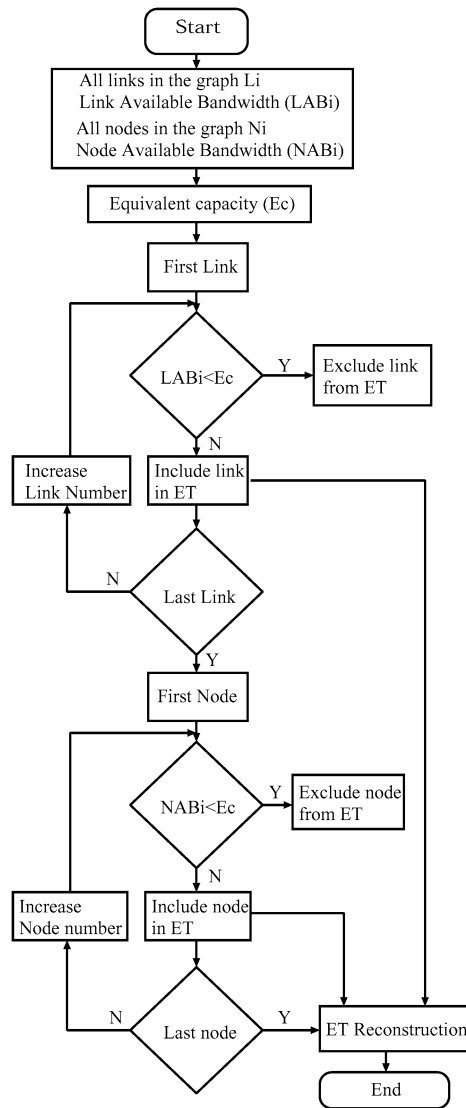 Start
All links in the graph Li
Link Available Bandwidth (LABi)
All nodes in the graph Ni
Node Available Bandwidth (NABi)
Equivalent capacity (Ec)
First Link
LABi<Ec
Y
Exclude link
from ET
N
Increase
Link Number
Include link
in ET
N
Last Link
Y
First Node
NABi<Ec
Y
Exclude node
from ET
N
Increase
Node number
Include node
in ET
N
Last node
Y
ET Reconstruction
End